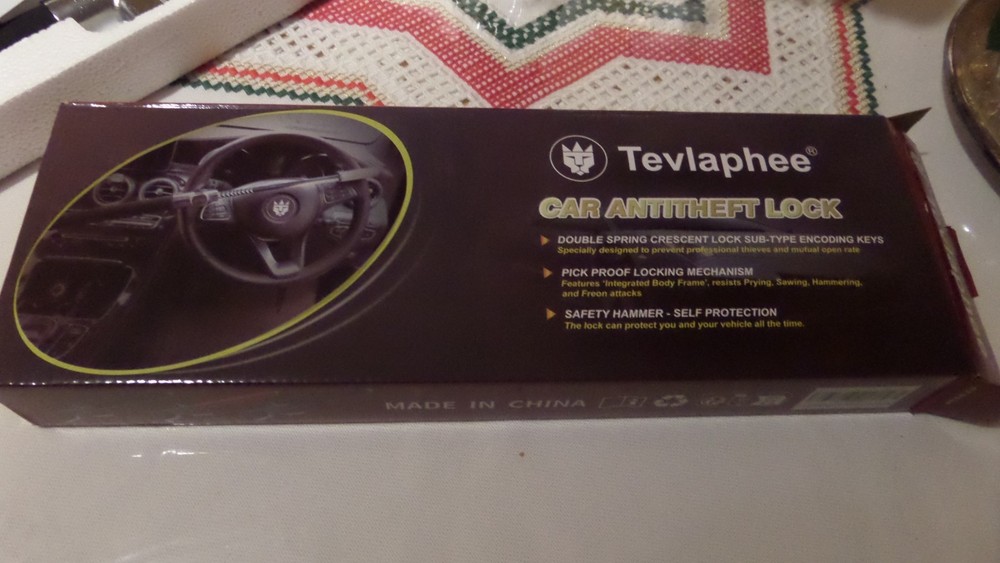 Tevlaphee®
CAR ANTITHEFT LOCK
DOUBLE SPRING CRESCENT LOCK SUB-TYPE ENCODING KEYS
Specially designed to prevent professional thieves and mutual open rate
PICK PROOF LOCKING MECHANISM
Features 'Integrated Body Frame', resists Prying, Sawing, Hammering,
and Freon attacks
SAFETY HAMMER - SELF PROTECTION
The lock can protect you and your vehicle all the time.
MADE IN CHINA